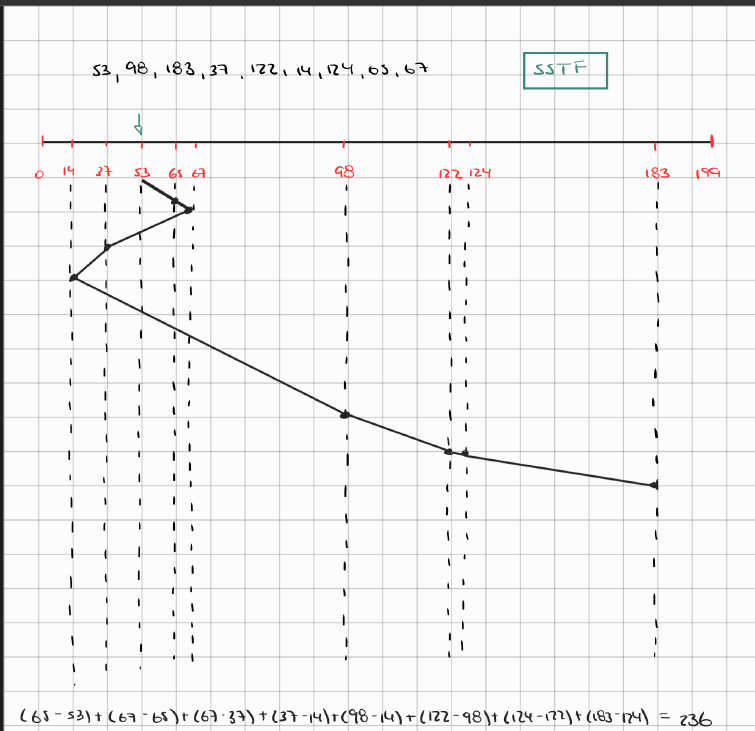 53, 98, 183, 37, 122, 14, 124, 65, 67
SSTF
0 14 37 53 65 67 98 122 124 183 199
(65-53)+(67-65)+(67-37)+(37-14)+(98-14)+(122-98)+(124-122)+(183-124) = 236